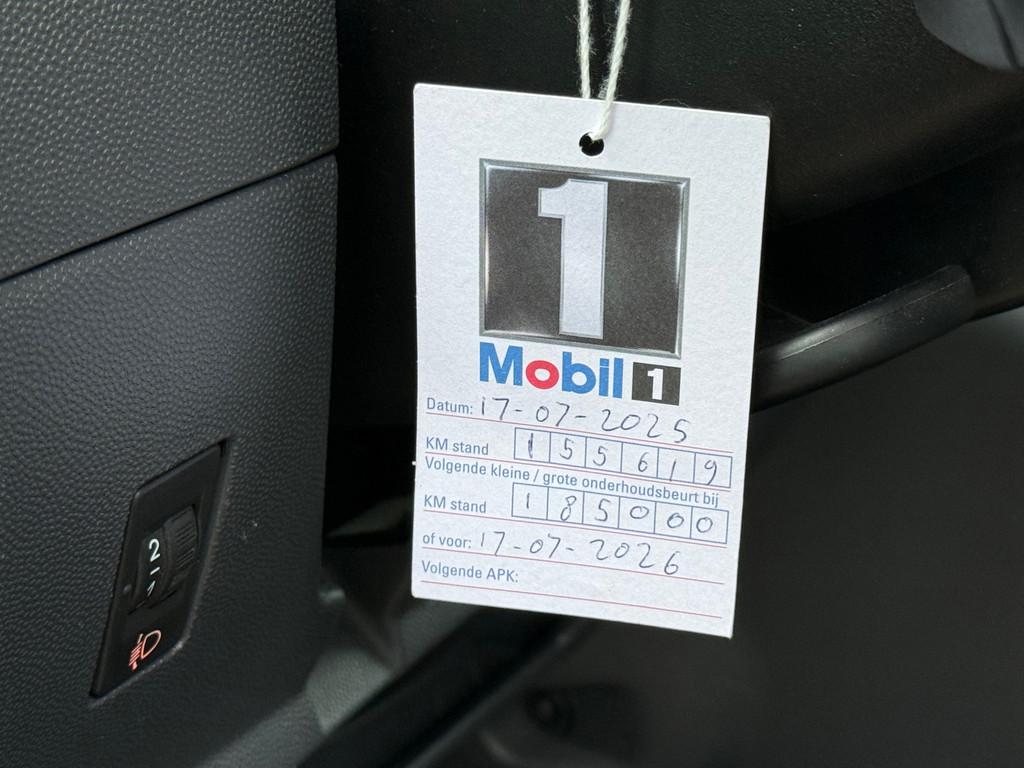 1
Mobil 1
Datum: 17-07-2025
KM stand 155619
Volgende kleine / grote onderhoudsbeurt bij
KM stand 185000
of voor: 17-07-2026
Volgende APK:
2